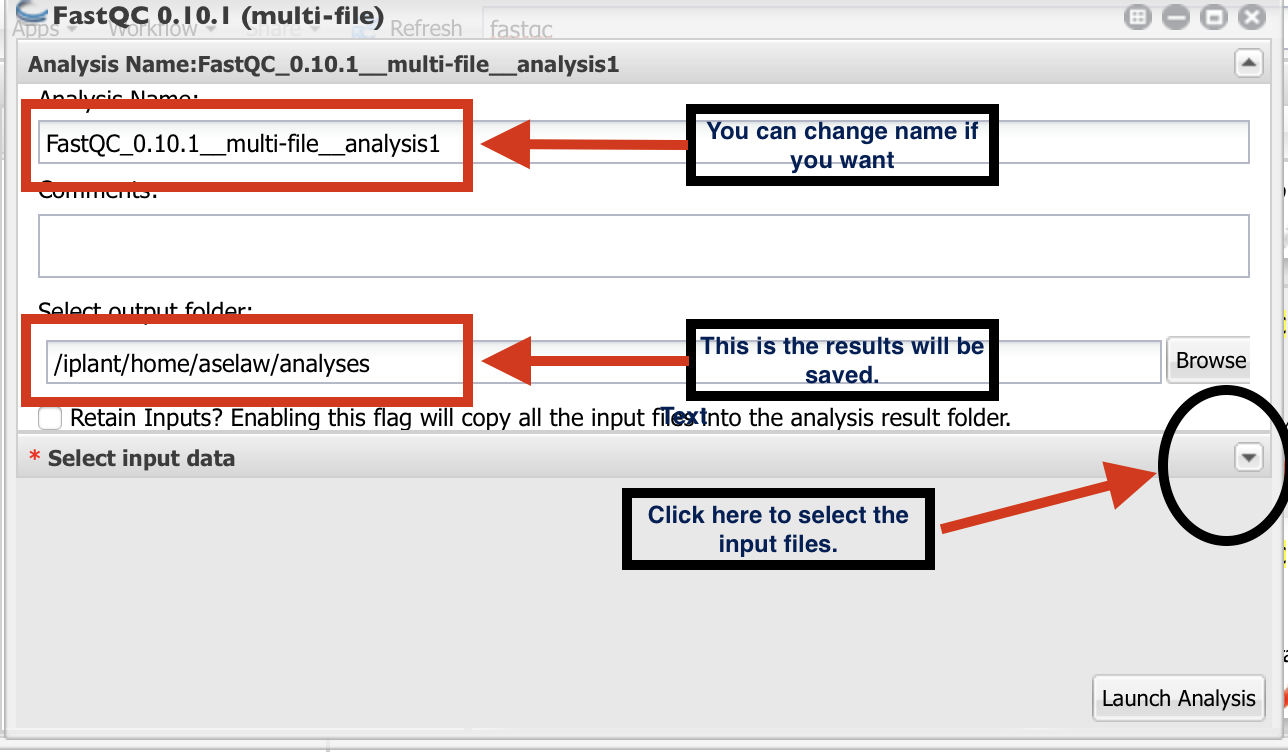 FastQC 0.10.1 (multi-file)
Apps Workflow Share Refresh fastqc
Analysis Name:FastQC_0.10.1__multi-file__analysis1
Analysis Name:
FastQC_0.10.1__multi-file__analysis1
You can change name if
you want
Comments:
Select output folder:
/iplant/home/aselaw/analyses
This is the results will be
saved.
Browse
Retain Inputs? Enabling this flag will copy all the input files into the analysis result folder.
Text
* Select input data
Click here to select the
input files.
Launch Analysis